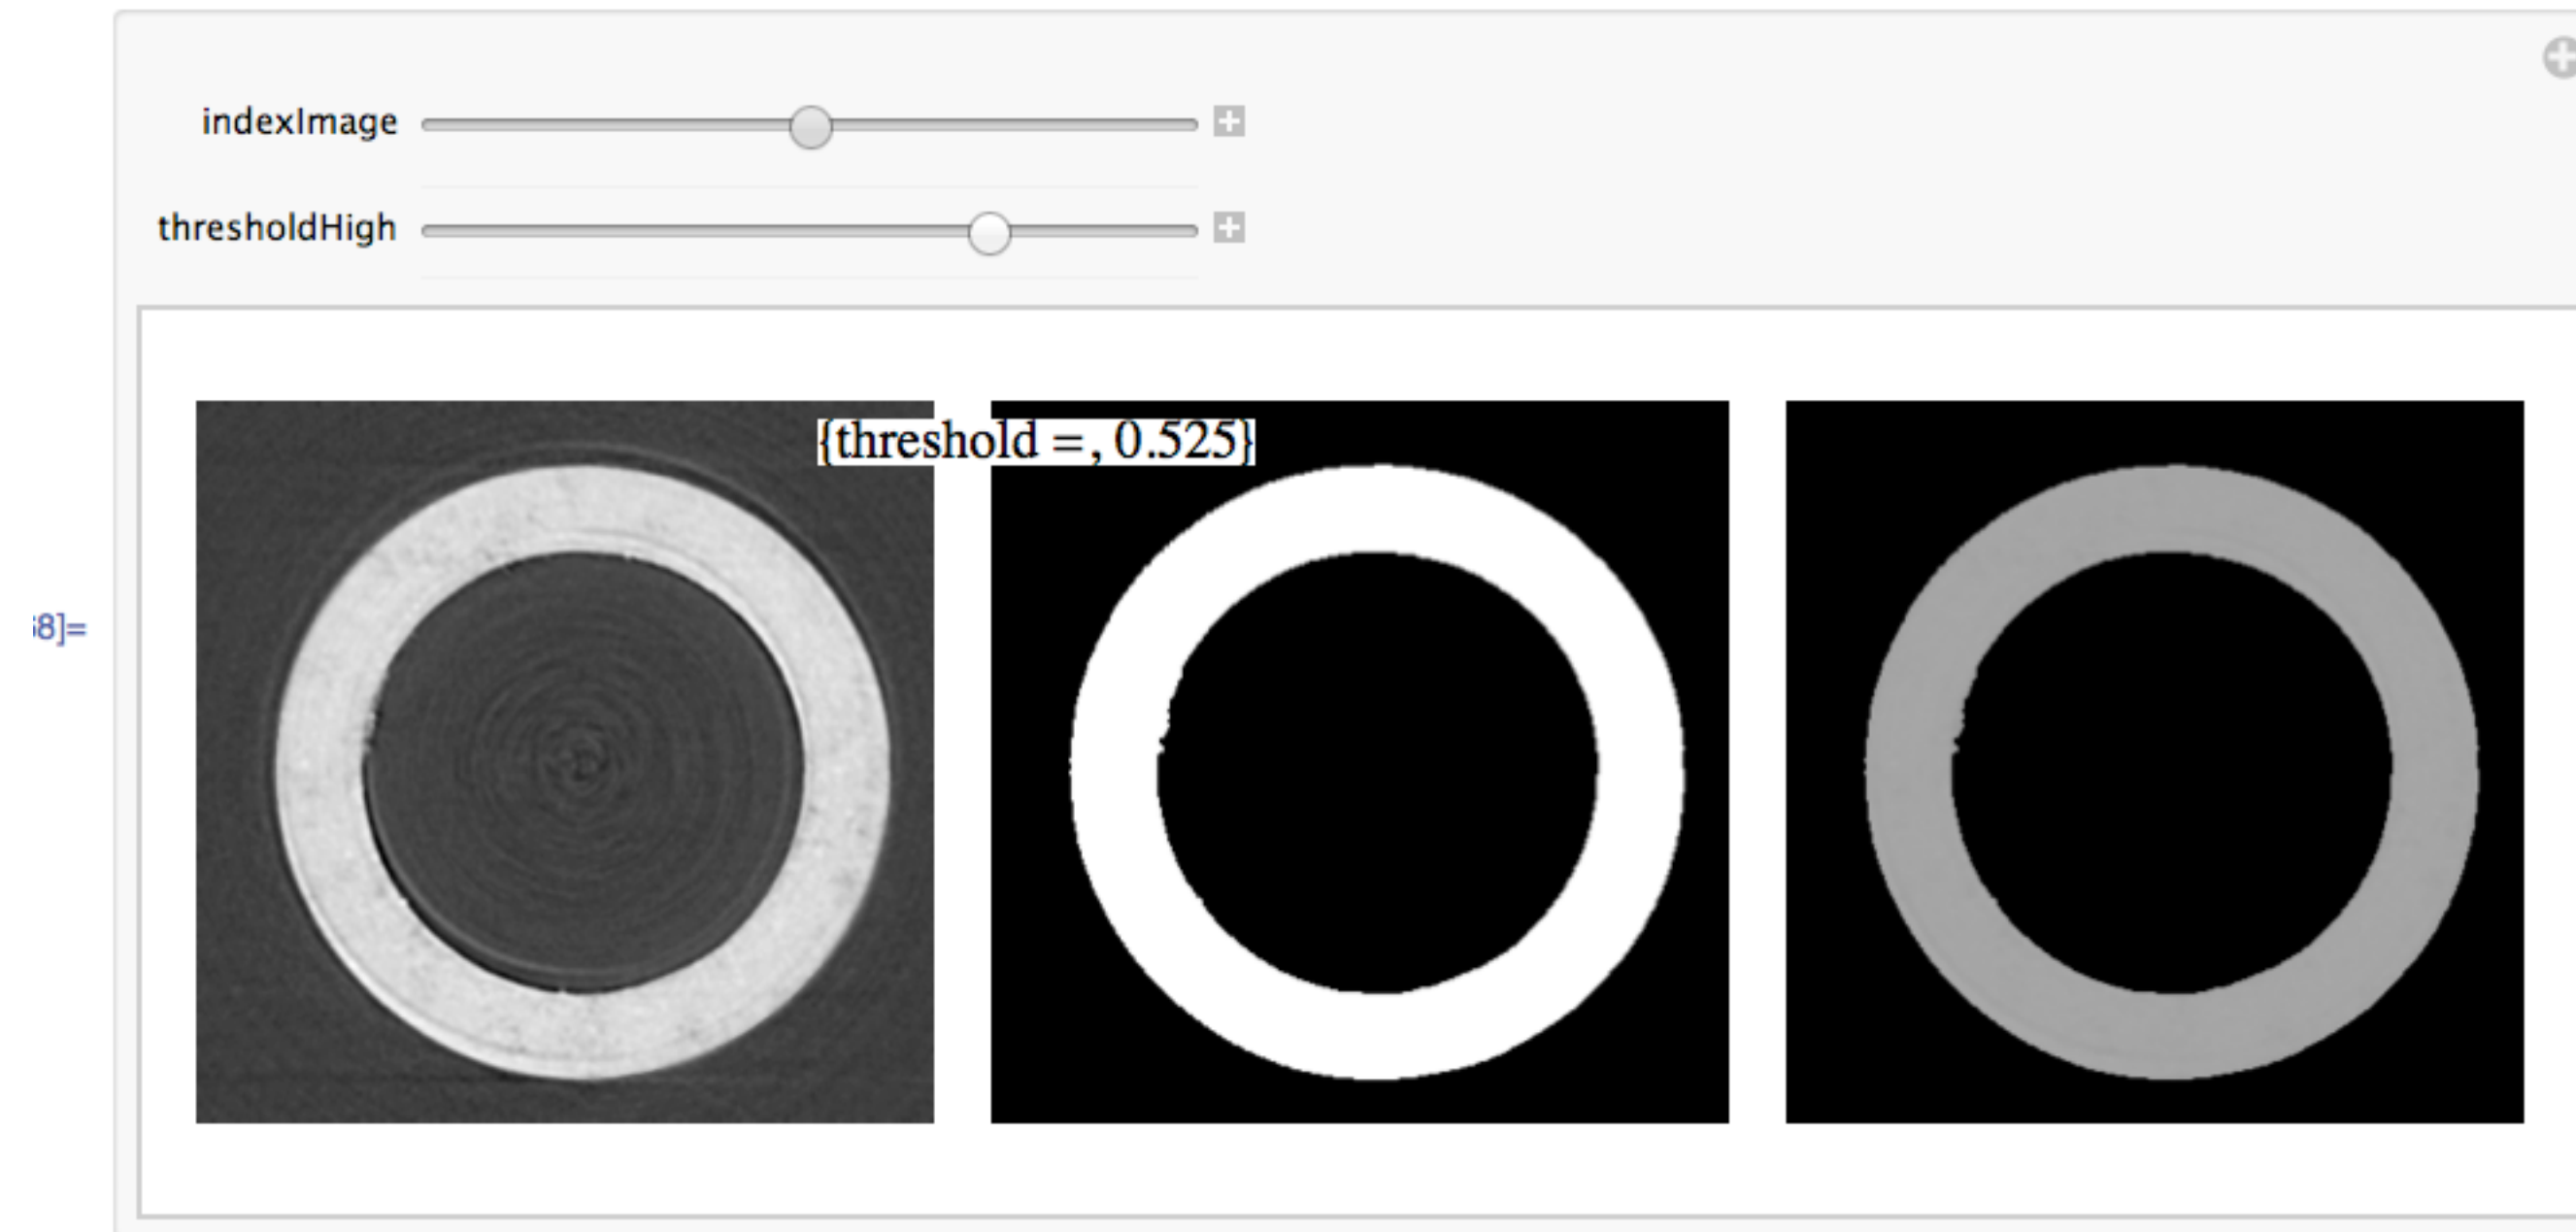 indexImage
thresholdHigh
{threshold =, 0.525}
8]=